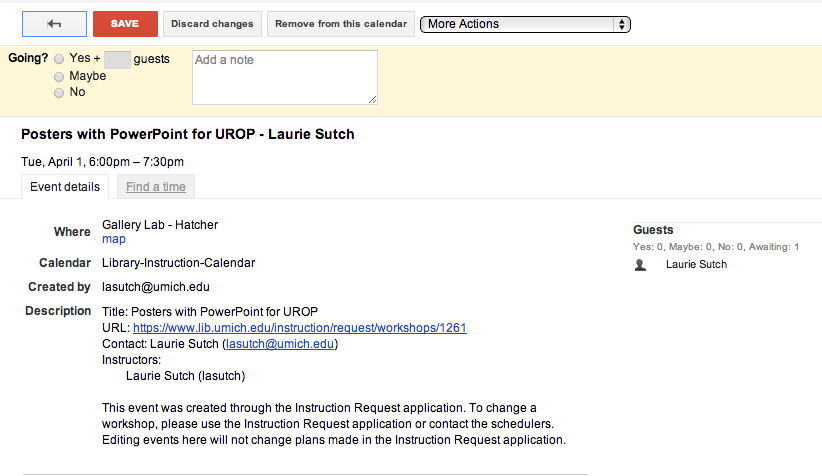 SAVE Discard changes Remove from this calendar More Actions
Going? Yes + guests
Maybe
No
Add a note
Posters with PowerPoint for UROP - Laurie Sutch
Tue, April 1, 6:00pm – 7:30pm
Event details Find a time
Where Gallery Lab - Hatcher
map
Calendar Library-Instruction-Calendar
Created by lasutch@umich.edu
Description Title: Posters with PowerPoint for UROP
URL: https://www.lib.umich.edu/instruction/request/workshops/1261
Contact: Laurie Sutch (lasutch@umich.edu)
Instructors:
Laurie Sutch (lasutch)
This event was created through the Instruction Request application. To change a
workshop, please use the Instruction Request application or contact the schedulers.
Editing events here will not change plans made in the Instruction Request application.
Guests
Yes: 0, Maybe: 0, No: 0, Awaiting: 1
Laurie Sutch